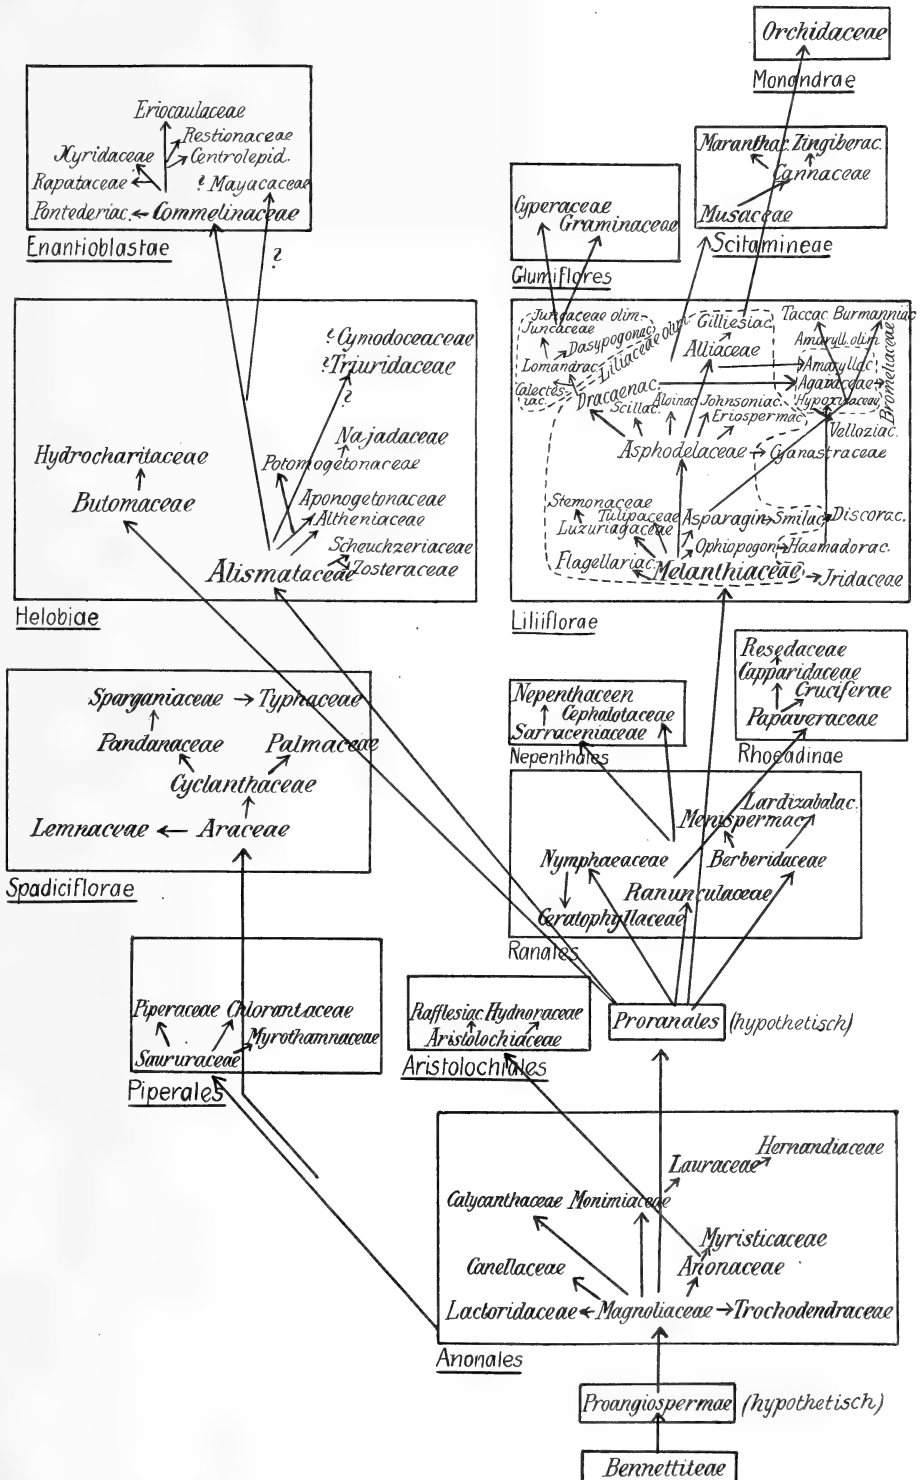 Orchidaceae
Monandrae
Eriocaulaceae
Restionaceae
Xyridaceae
Centrolepid.
Rapataceae
? Mayacaceae
Pontederiac.
Commelinaceae
Enantioblastae
?
Maranthac. Zingiberac.
Cannaceae
Musaceae
Scitamineae
Cyperaceae
Graminaceae
Glumiflores
? Cymodoceaceae
? Triuridaceae
?
Najadaceae
Hydrocharitaceae
Potomogetonaceae
Butomaceae
Aponogetonaceae
Altheniaceae
Scheuchzeriaceae
Alismataceae
Zosteraceae
Helobiae
Juncaceae olim.
Juncaceae
Dasypogonac.
Lomandrac.
Calectasiac.
Liliaceae olim
Gilliesiac.
Alliaceae
Taccac. Burmanniac
Amaryll. olim
Amaryllac.
Agavaceae
Hypoxidaceae
Bromeliaceae
Dracaenac.
Scillac.
Aloinac.
Johnsoniac.
Eriospermac.
Velloziac.
Asphodelaceae
Cyanastraceae
Stemonaceae
Tulipaceae
Luzuriagaceae
Asparagin.
Smilac.
Discorac.
Ophiopogon.
Haemadorac.
Flagellariac.
Melanthiaceae
Iridaceae
Liliiflorae
Sparganiaceae
Typhaceae
Pandanaceae
Palmaceae
Cyclanthaceae
Lemnaceae
Araceae
Spadiciflorae
Nepenthaceen
Cephalotaceae
Sarraceniaceae
Nepenthales
Resedaceae
Capparidaceae
Cruciferae
Papaveraceae
Rhoeadinae
Lardizabalac.
Menispermac.
Nymphaeaceae
Berberidaceae
Ranunculaceae
Ceratophyllaceae
Ranales
Piperaceae
Chlorantaceae
Myrothamnaceae
Saururaceae
Piperales
Rafflesiac.
Hydnoraceae
Aristolochiaceae
Aristolochiales
Proranales
(hypothetisch)
Hernandiaceae
Lauraceae
Calycanthaceae
Monimiaceae
Myristicaceae
Canellaceae
Anonaceae
Lactoridaceae
Magnoliaceae
Trochodendraceae
Anonales
Proangiospermae
(hypothetisch)
Bennettiteae